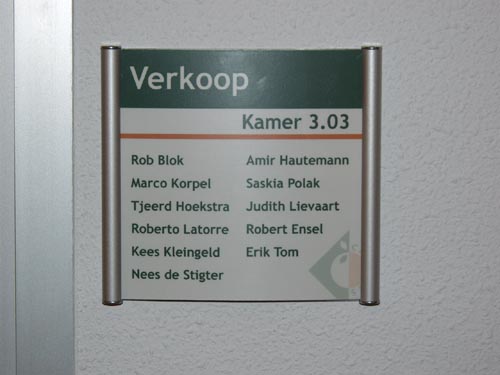 Verkoop
Kamer 3.03
Rob Blok
Marco Korpel
Tjeerd Hoekstra
Roberto Latorre
Kees Kleingeld
Nees de Stigter
Amir Hautemann
Saskia Polak
Judith Lievaart
Robert Ensel
Erik Tom